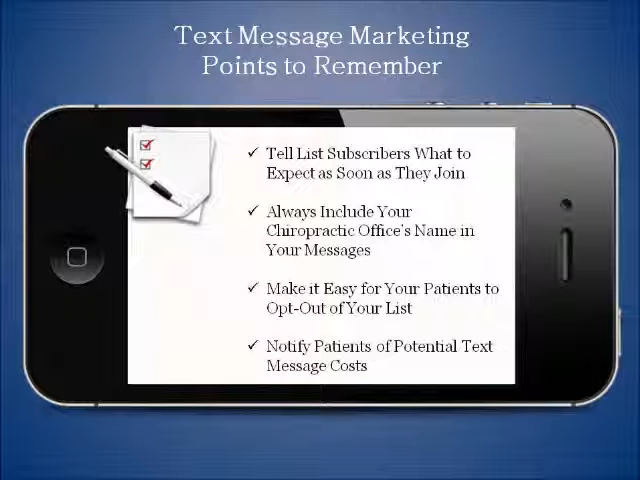 Text Message Marketing
Points to Remember
✓ Tell List Subscribers What to
Expect as Soon as They Join
✓ Always Include Your
Chiropractic Office's Name in
Your Messages
✓ Make it Easy for Your Patients to
Opt-Out of Your List
✓ Notify Patients of Potential Text
Message Costs